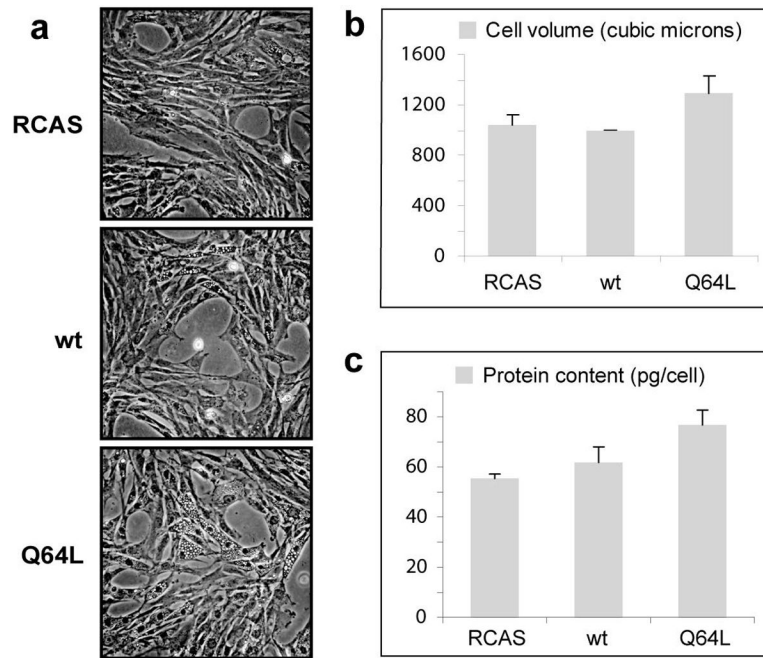 a
RCAS
wt
Q64L
b
Cell volume (cubic microns)
1600
1200
800
400
0
RCAS wt Q64L
c
Protein content (pg/cell)
80
60
40
20
0
RCAS wt Q64L